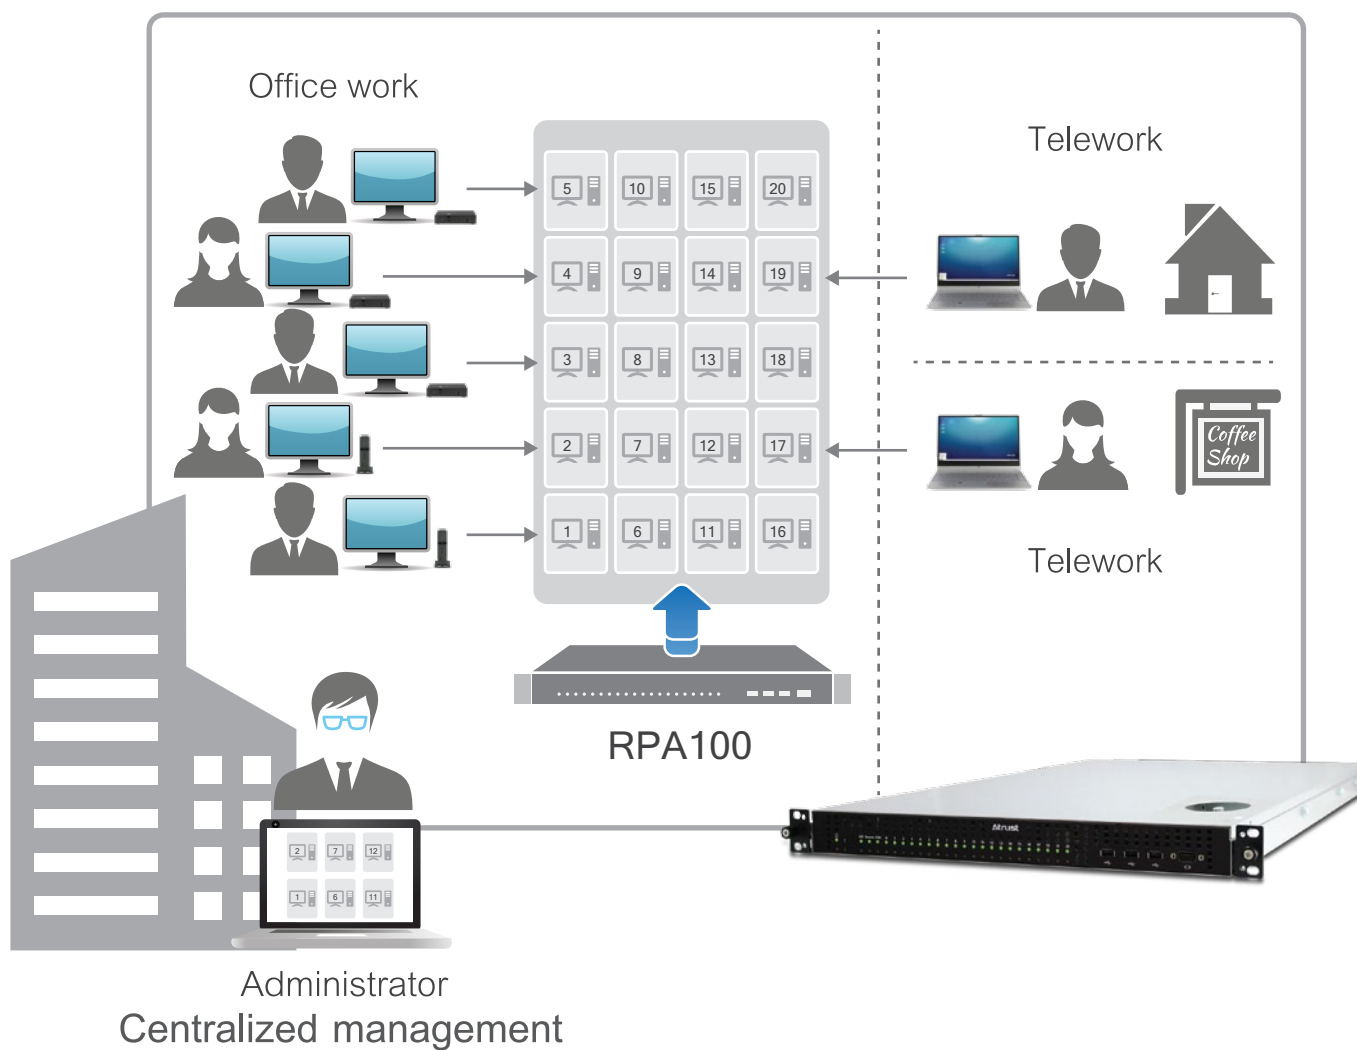 Office work
Telework
5 10 15 20
4 9 14 19
3 8 13 18
2 7 12 17
1 6 11 16
Coffee
Shop
Telework
RPA100
Atrust
2 7 12
1 6 11
Administrator
Centralized management